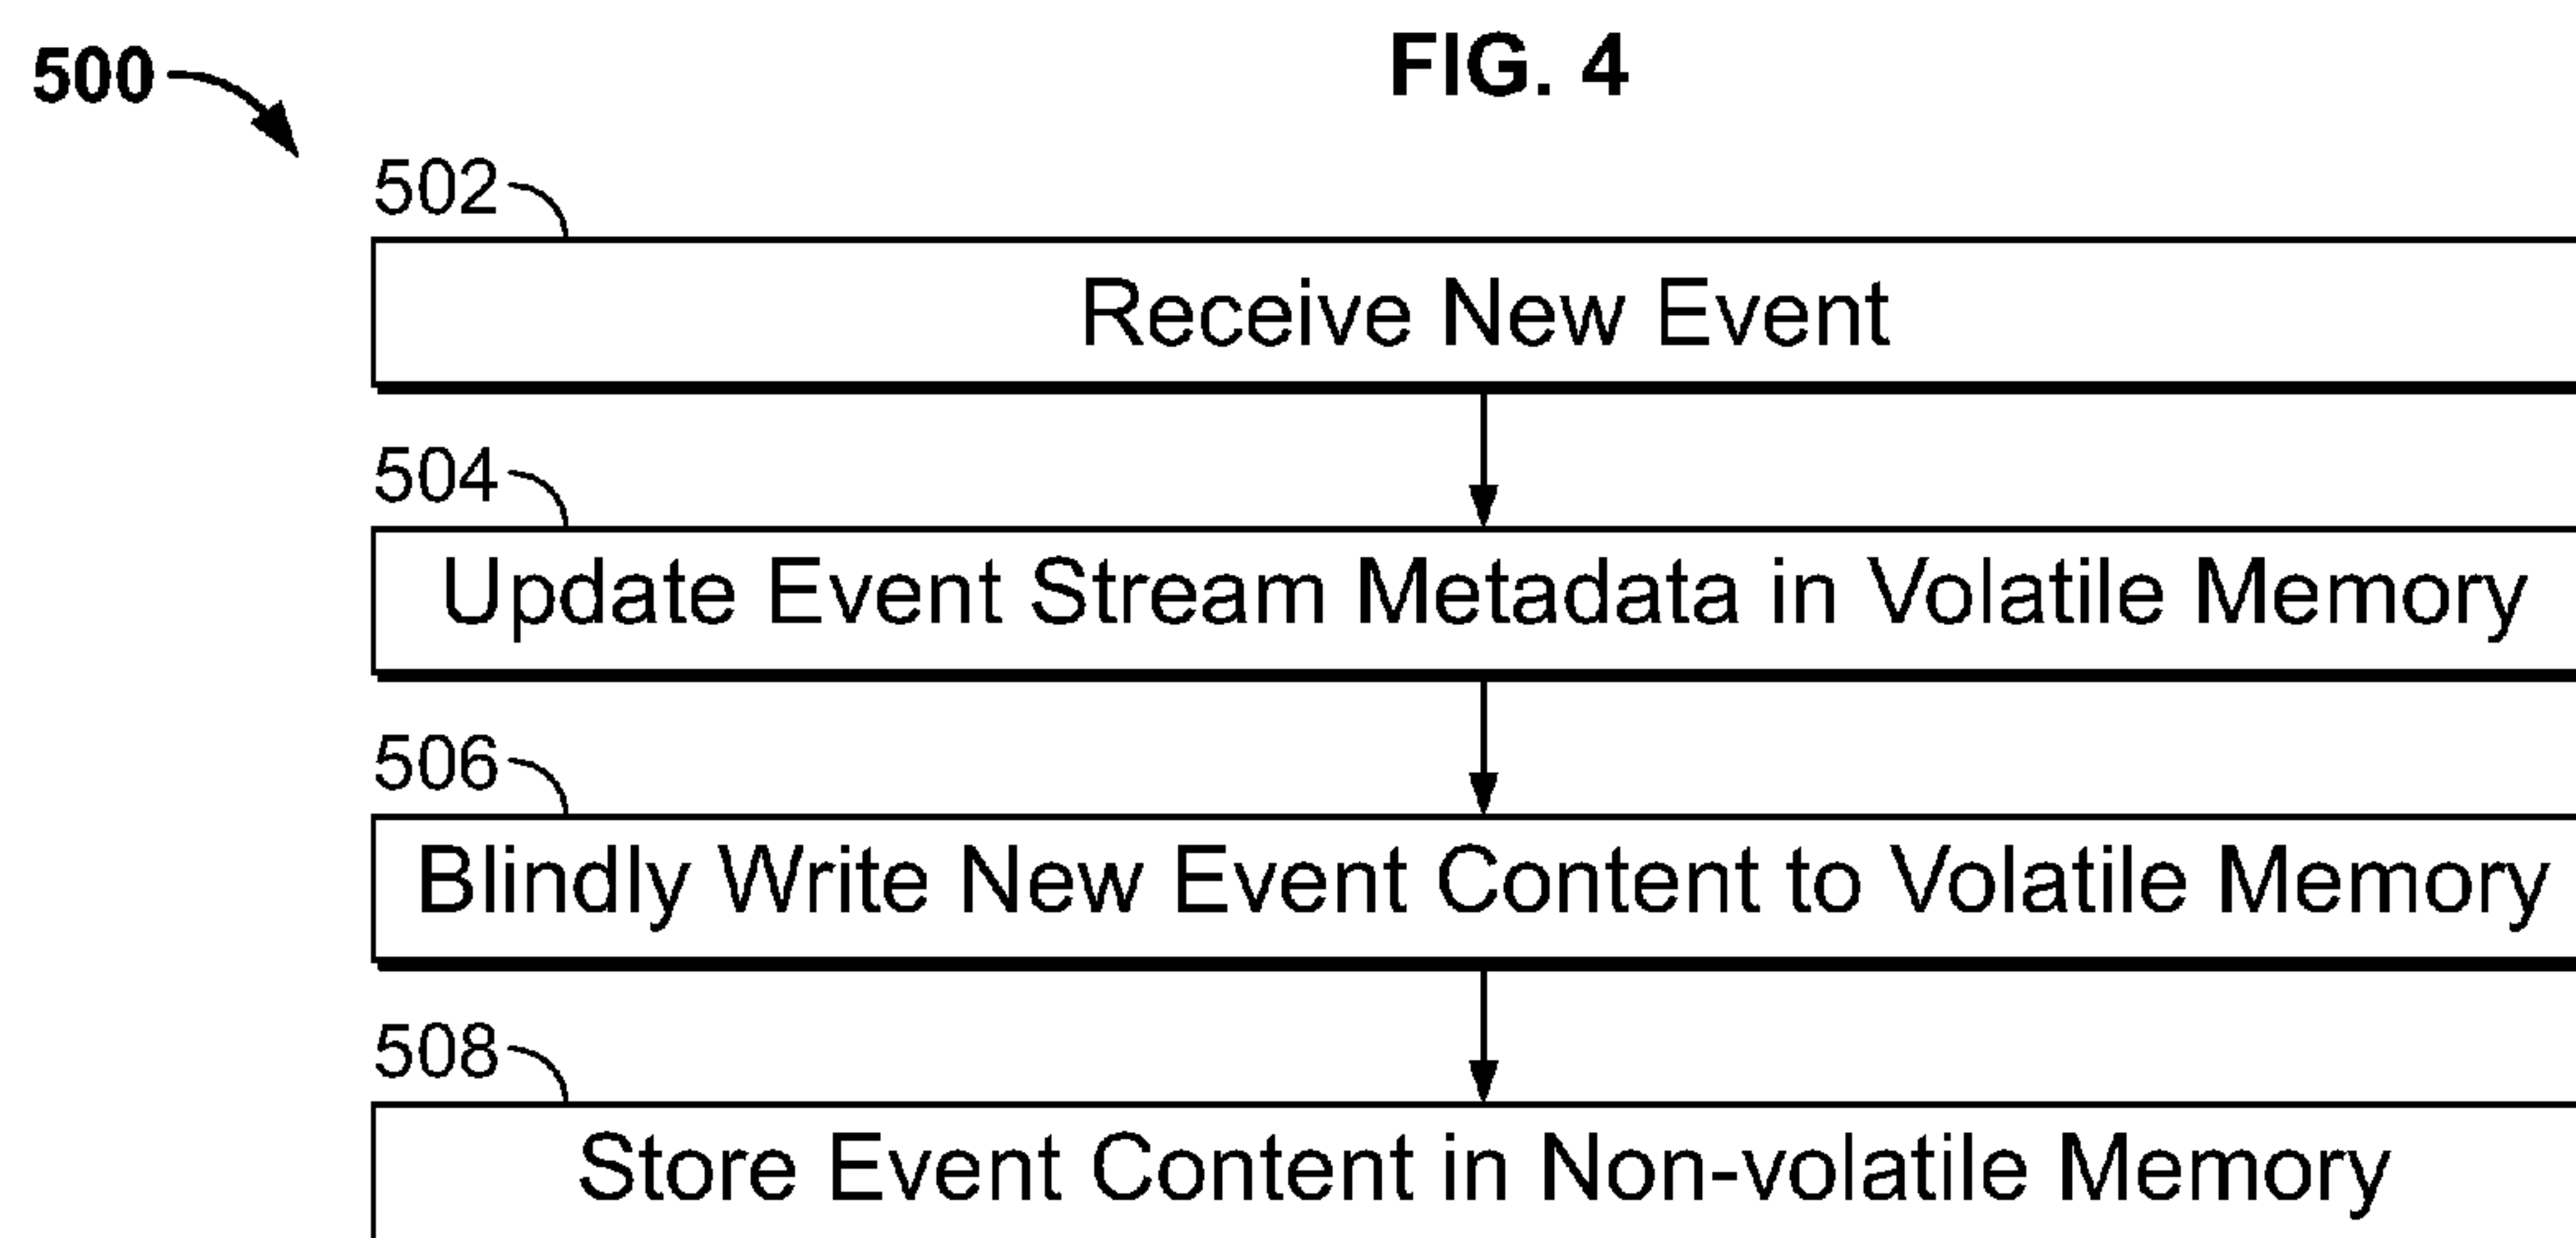 FIG. 4
500
502
Receive New Event
504
Update Event Stream Metadata in Volatile Memory
506
Blindly Write New Event Content to Volatile Memory
508
Store Event Content in Non-volatile Memory